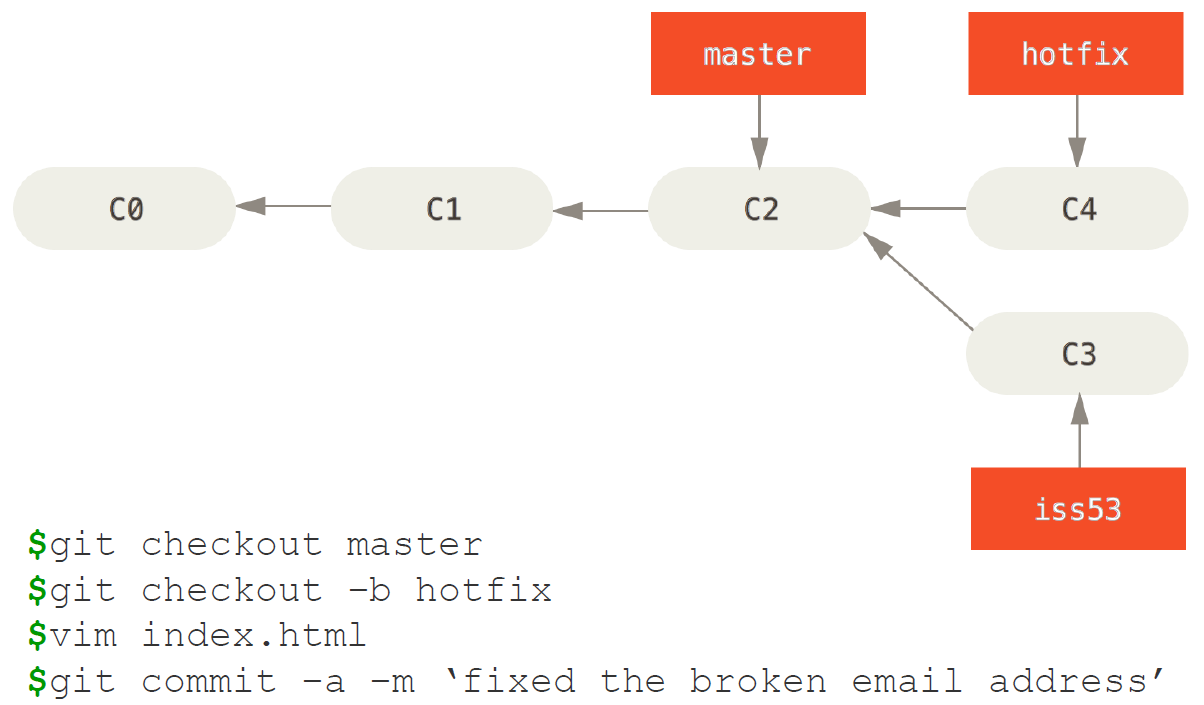 master hotfix
C0 C1 C2 C4
C3
iss53
$git checkout master
$git checkout –b hotfix
$vim index.html
$git commit –a –m ‘fixed the broken email address’